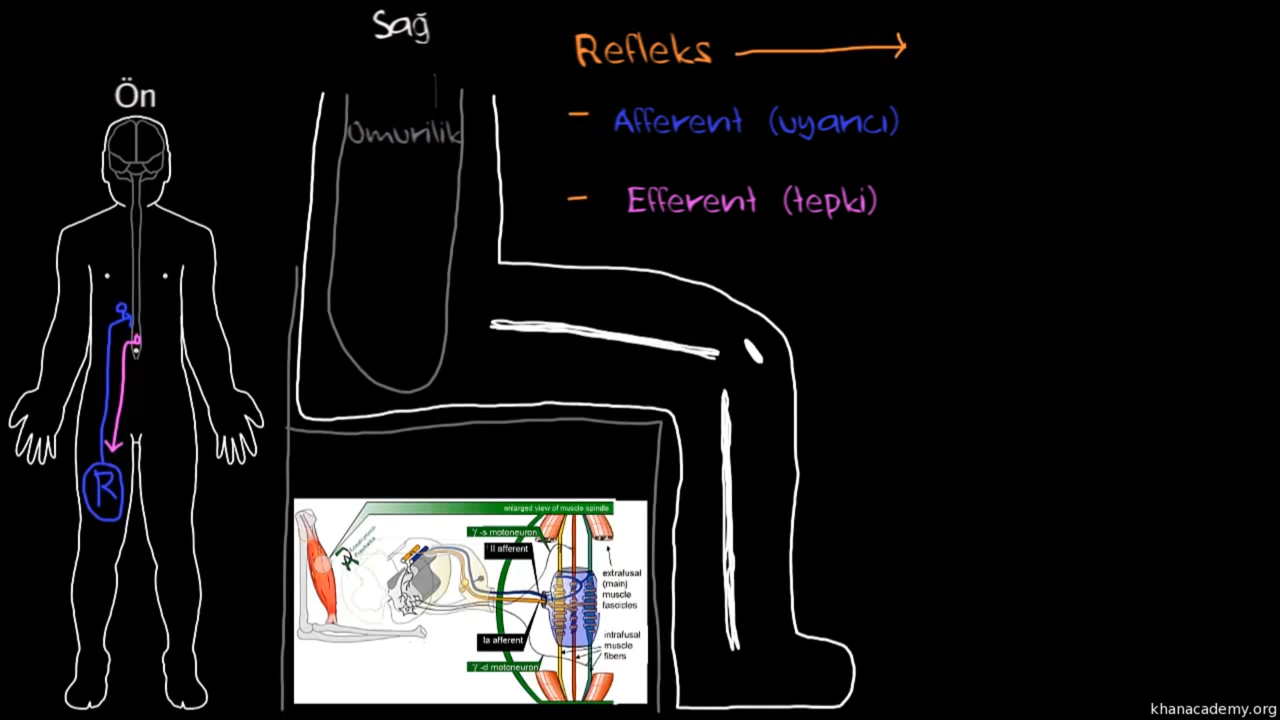 Sağ
Refleks
Ön
- Afferent (uyarıcı)
Omurilik
- Efferent (tepki)
R
enlarged view of muscle spindle
γ -s motoneuron
II afferent
extrafusal
(main)
muscle
fascicles
Ia afferent
intrafusal
muscle
fibers
γ -d motoneuron
khanacademy.org